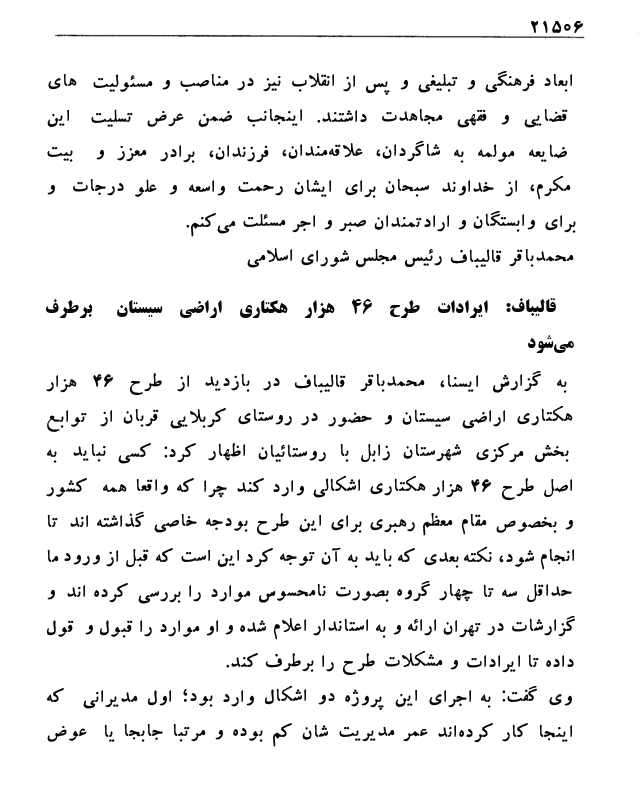 ۲۱۵۰۶
ابعاد فرهنگی و تبلیغی و پس از انقلاب نیز در مناصب و مسئولیت های
قضایی و فقهی مجاهدت داشتند. اینجانب ضمن عرض تسلیت این
ضایعه مولمه به شاگردان، علاقه‌مندان، فرزندان، برادر معزز و بیت
مکرم، از خداوند سبحان برای ایشان رحمت واسعه و علو درجات و
برای وابستگان و ارادتمندان صبر و اجر مسئلت می‌کنم.
محمدباقر قالیباف رئیس مجلس شورای اسلامی
قالیباف: ایرادات طرح ۴۶ هزار هکتاری اراضی سیستان برطرف
می‌شود
به گزارش ایسنا، محمدباقر قالیباف در بازدید از طرح ۴۶ هزار
هکتاری اراضی سیستان و حضور در روستای کربلایی قربان از توابع
بخش مرکزی شهرستان زابل با روستائیان اظهار کرد: کسی نباید به
اصل طرح ۴۶ هزار هکتاری اشکالی وارد کند چرا که واقعا همه کشور
و بخصوص مقام معظم رهبری برای این طرح بودجه خاصی گذاشته اند تا
انجام شود، نکته بعدی که باید به آن توجه کرد این است که قبل از ورود ما
حداقل سه تا چهار گروه بصورت نامحسوس موارد را بررسی کرده اند و
گزارشات در تهران ارائه و به استاندار اعلام شده و او موارد را قبول و قول
داده تا ایرادات و مشکلات طرح را برطرف کند.
وی گفت: به اجرای این پروژه دو اشکال وارد بود؛ اول مدیرانی که
اینجا کار کرده‌اند عمر مدیریت شان کم بوده و مرتبا جابجا یا عوض